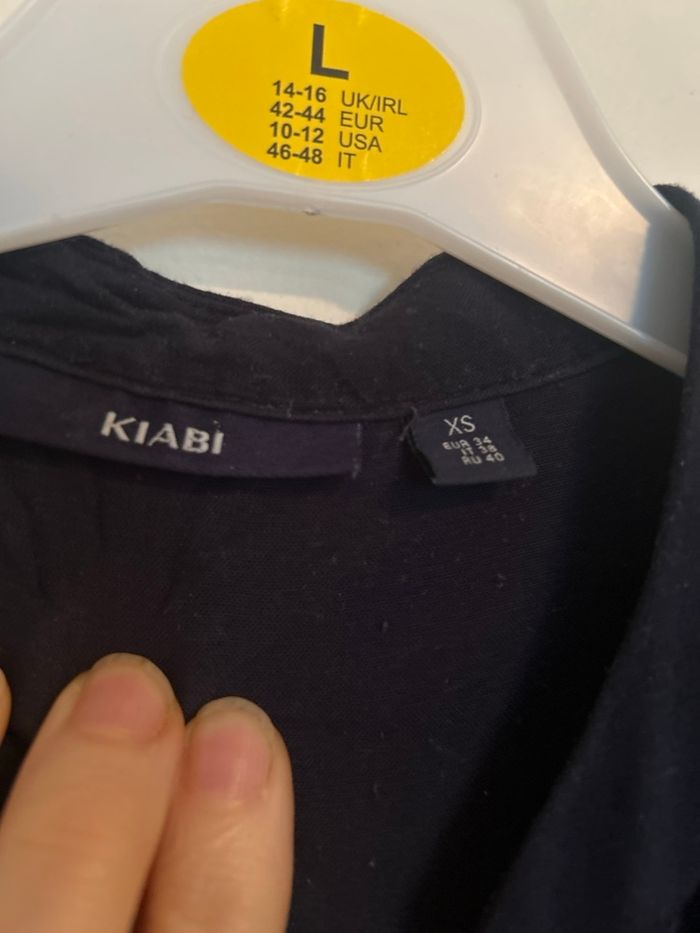 L
14-16 UK/IRL
42-44 EUR
10-12 USA
46-48 IT
KIABI
XS
EUR 34
IT 38
RU 40